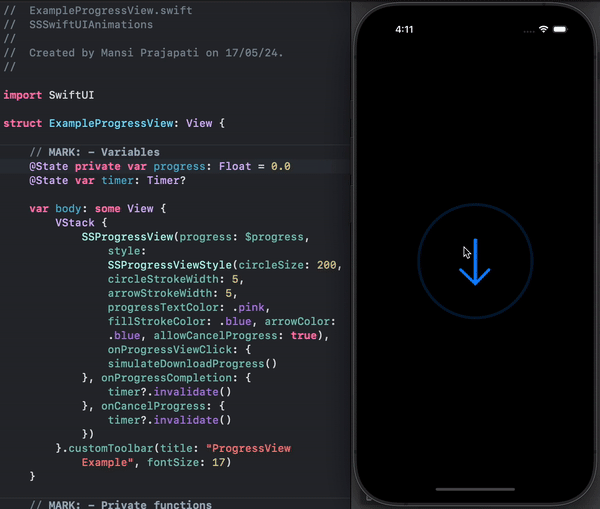 //  ExampleProgressView.swift
//  SSSwiftUIAnimations
//
//  Created by Mansi Prajapati on 17/05/24.
//
import SwiftUI
struct ExampleProgressView: View {
// MARK: - Variables
@State private var progress: Float = 0.0
@State var timer: Timer?
var body: some View {
VStack {
SSProgressView(progress: $progress,
style:
SSProgressViewStyle(circleSize: 200,
circleStrokeWidth: 5,
arrowStrokeWidth: 5,
progressTextColor: .pink,
fillStrokeColor: .blue, arrowColor:
.blue, allowCancelProgress: true),
onProgressViewClick: {
simulateDownloadProgress()
}, onProgressCompletion: {
timer?.invalidate()
}, onCancelProgress: {
timer?.invalidate()
})
}.customToolbar(title: "ProgressView
Example", fontSize: 17)
}
// MARK: - Private functions
4:11